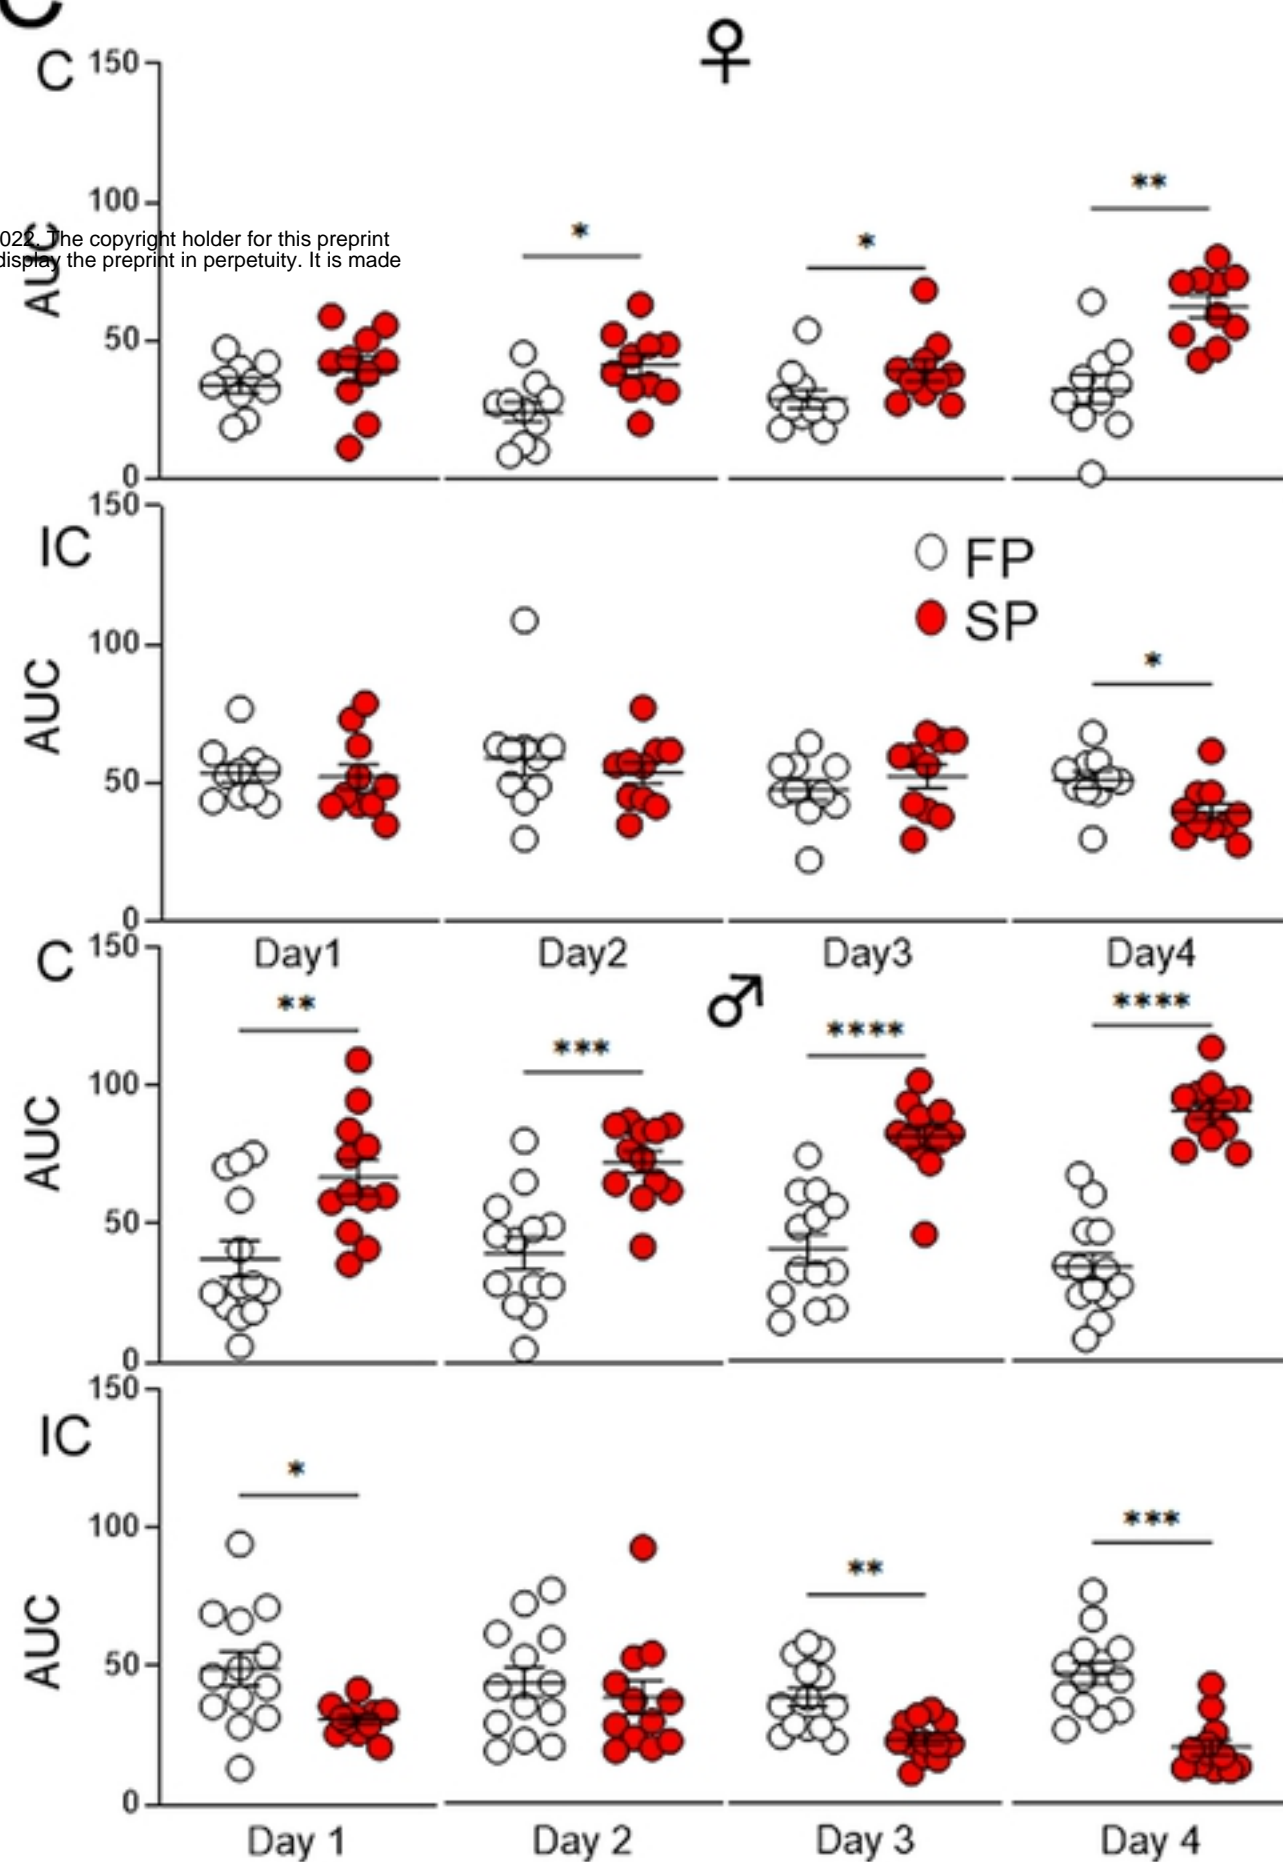 C
C 150 ♀
100 **
* *
AUC
022. The copyright holder for this preprint
display the preprint in perpetuity. It is made
50
0
150
IC FP
SP
100
*
AUC
50
0
Day1 Day2 Day3 Day4
C 150 ♂
** *** **** ****
100
AUC
50
0
150
IC
*
100 ***
**
AUC
50
0
Day 1 Day 2 Day 3 Day 4